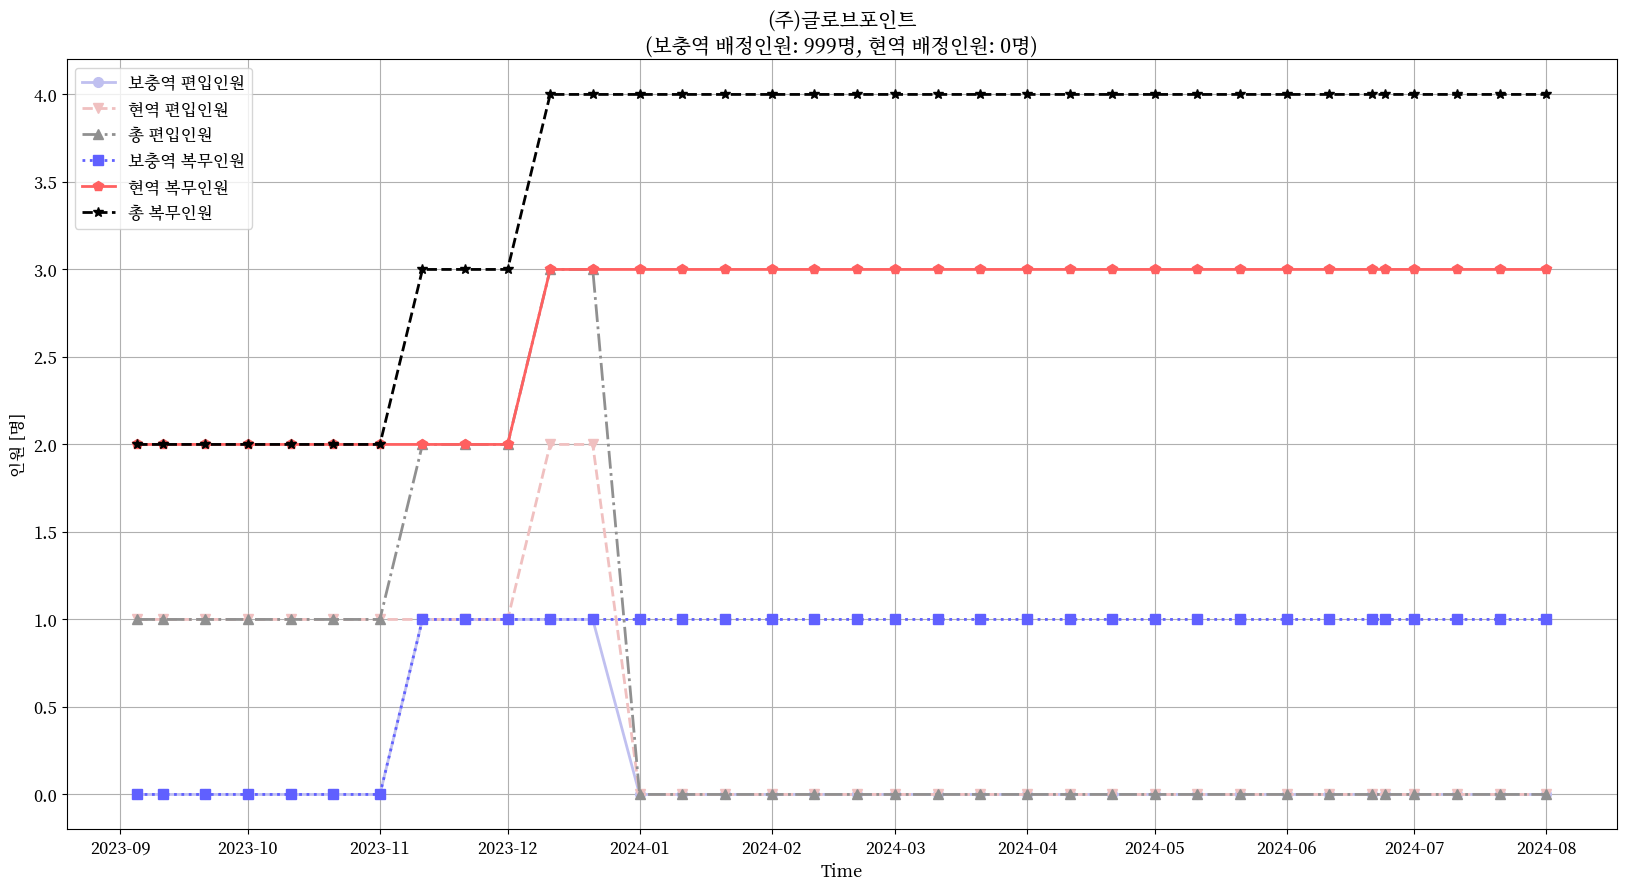 (주)글로브포인트
(보충역 배정인원: 999명, 현역 배정인원: 0명)
보충역 편입인원
현역 편입인원
총 편입인원
보충역 복무인원
현역 복무인원
총 복무인원
4.0
3.5
3.0
2.5
2.0
1.5
1.0
0.5
0.0
인원 [명]
2023-09 2023-10 2023-11 2023-12 2024-01 2024-02 2024-03 2024-04 2024-05 2024-06 2024-07 2024-08
Time